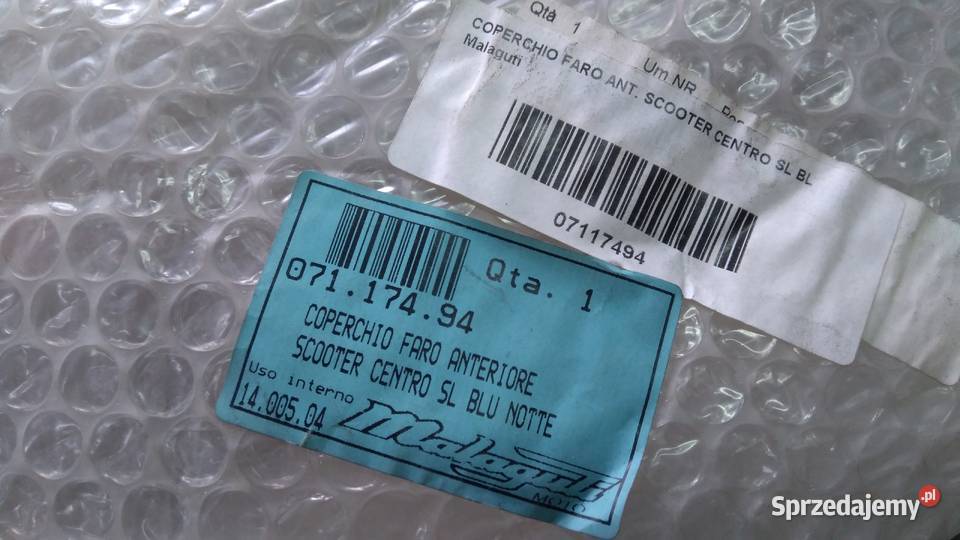 Qtà 1 Um NR
COPERCHIO FARO ANT. SCOOTER CENTRO SL BL
Malaguti
07117494
071.174.94
Qta. 1
COPERCHIO FARO ANTERIORE
SCOOTER CENTRO SL BLU NOTTE
Uso interno
14.005.04
Malaguti
MOTO
Sprzedajemy.pl